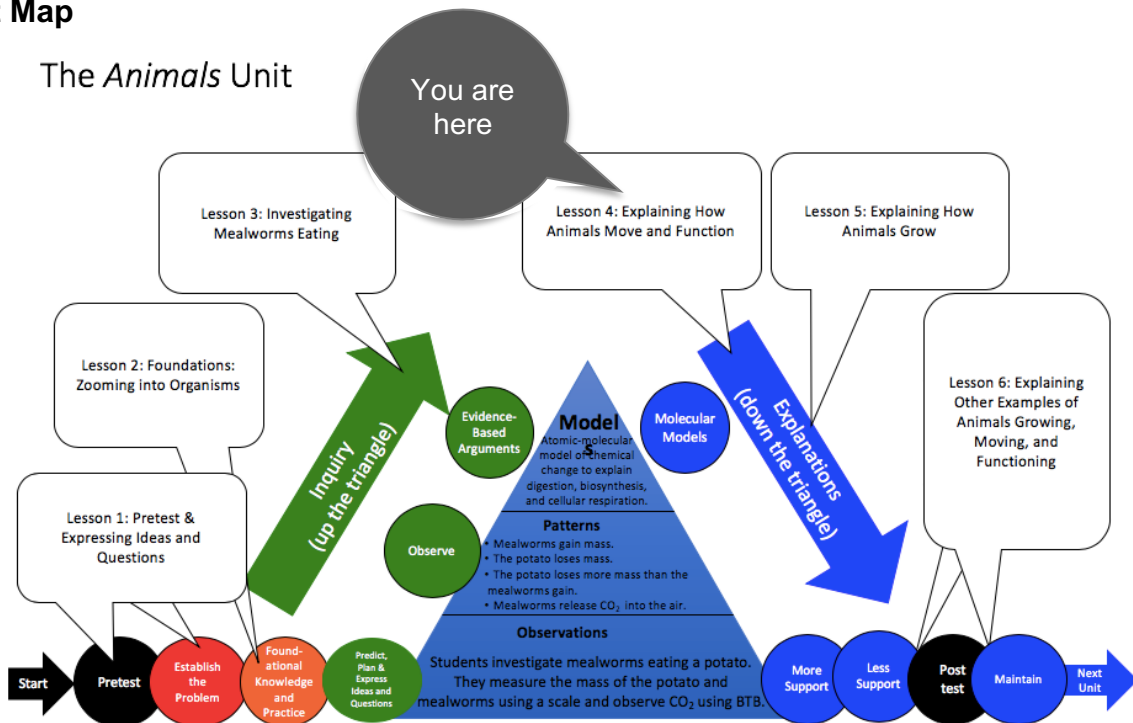 Map
The Animals Unit
You are
here
Lesson 3: Investigating
Mealworms Eating
Lesson 4: Explaining How
Animals Move and Function
Lesson 5: Explaining How
Animals Grow
Lesson 2: Foundations:
Zooming into Organisms
Lesson 6: Explaining
Other Examples of
Animals Growing,
Moving, and
Functioning
Lesson 1: Pretest &
Expressing Ideas and
Questions
Inquiry
(up the triangle)
Evidence-
Based
Arguments
Observe
Model
s
Atomic-molecular
model of chemical
change to explain
digestion, biosynthesis,
and cellular respiration.
Patterns
• Mealworms gain mass.
• The potato loses mass.
• The potato loses more mass than the
mealworms gain.
• Mealworms release CO₂ into the air.
Observations
Students investigate mealworms eating a potato.
They measure the mass of the potato and
mealworms using a scale and observe CO₂ using BTB.
Molecular
Models
Explanations
(down the triangle)
Start
Pretest
Establish
the
Problem
Found-
ational
Knowledge
and
Practice
Predict,
Plan &
Express
Ideas and
Questions
More
Support
Less
Support
Post
test
Maintain
Next
Unit